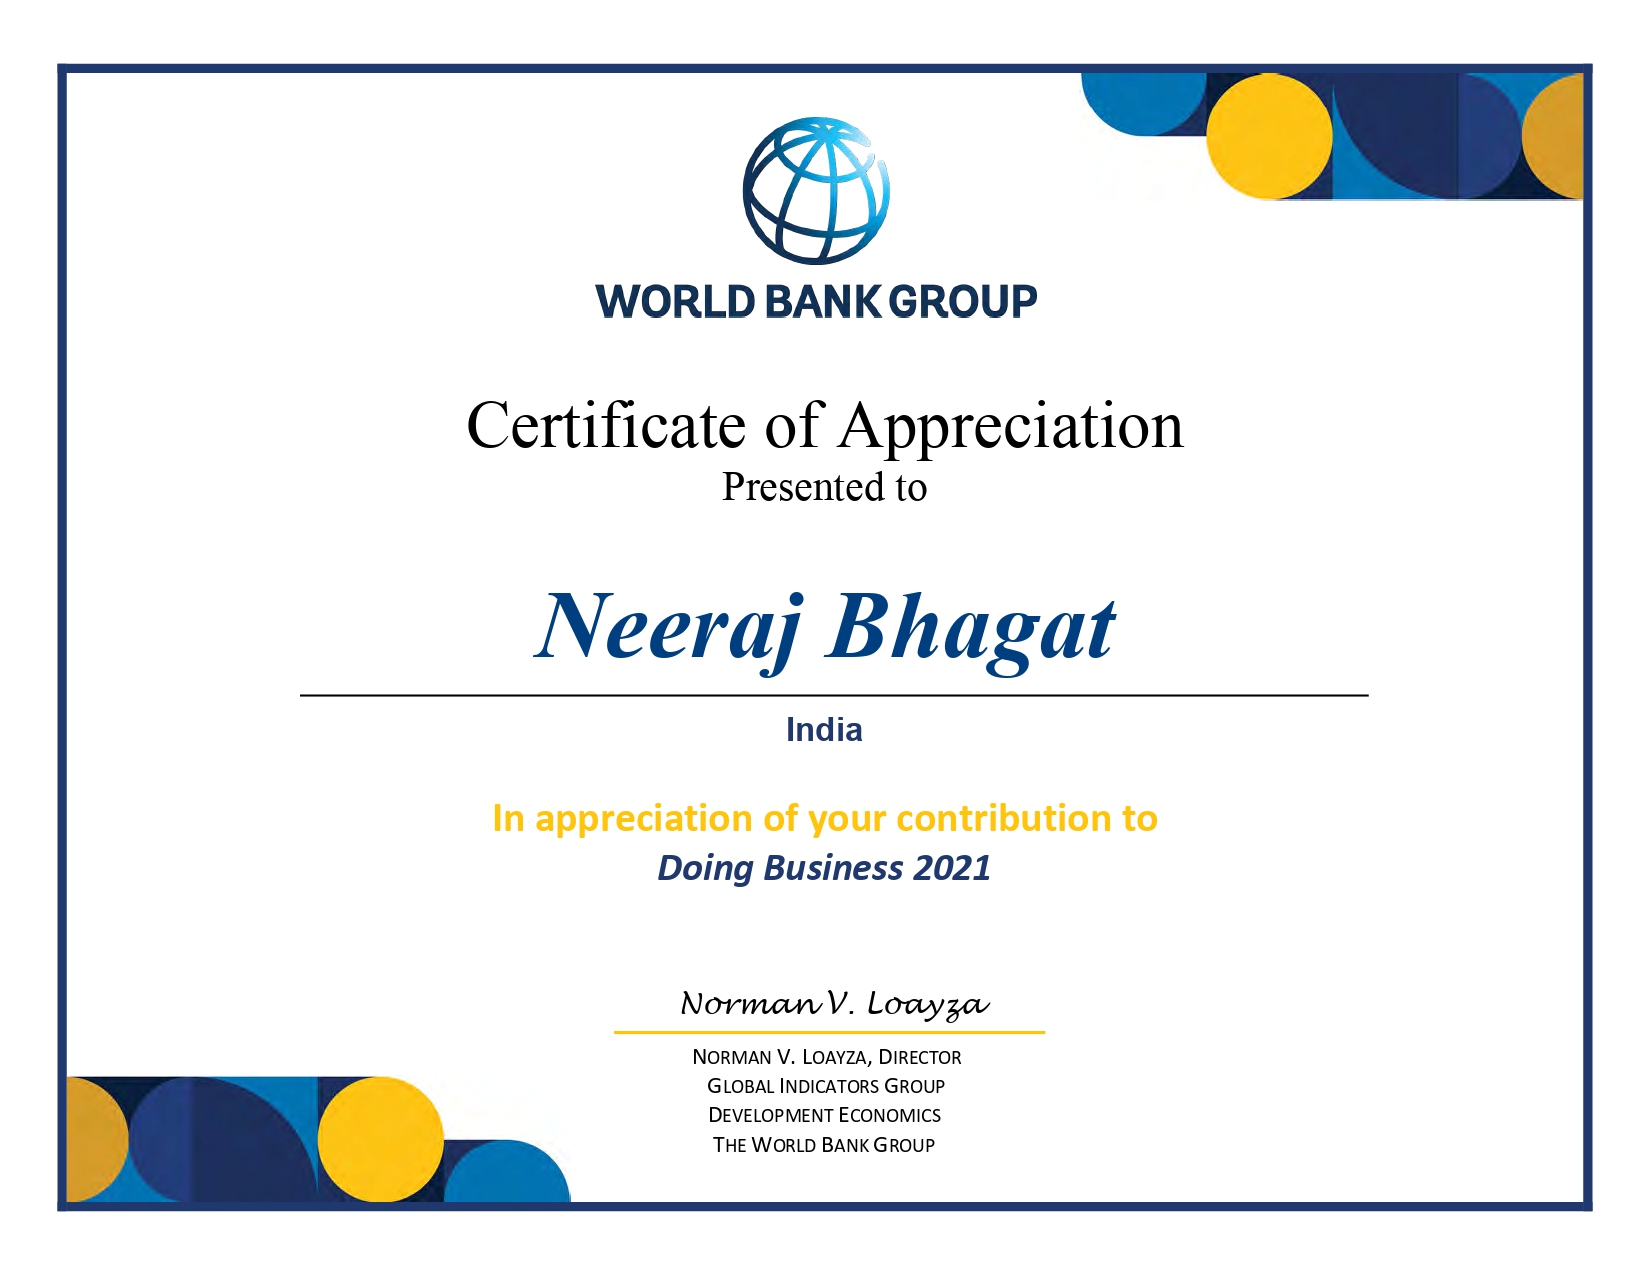 WORLD BANK GROUP
Certificate of Appreciation
Presented to
Neeraj Bhagat
India
In appreciation of your contribution to
Doing Business 2021
Norman V. Loayza
NORMAN V. LOAYZA, DIRECTOR
GLOBAL INDICATORS GROUP
DEVELOPMENT ECONOMICS
THE WORLD BANK GROUP